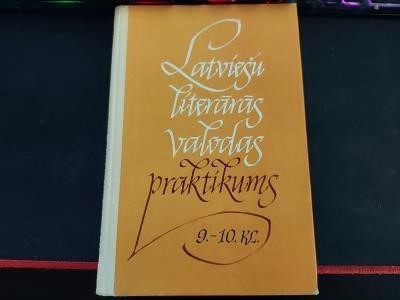 Latviešu
literārās
valodas
praktikums
9.-10. KL.